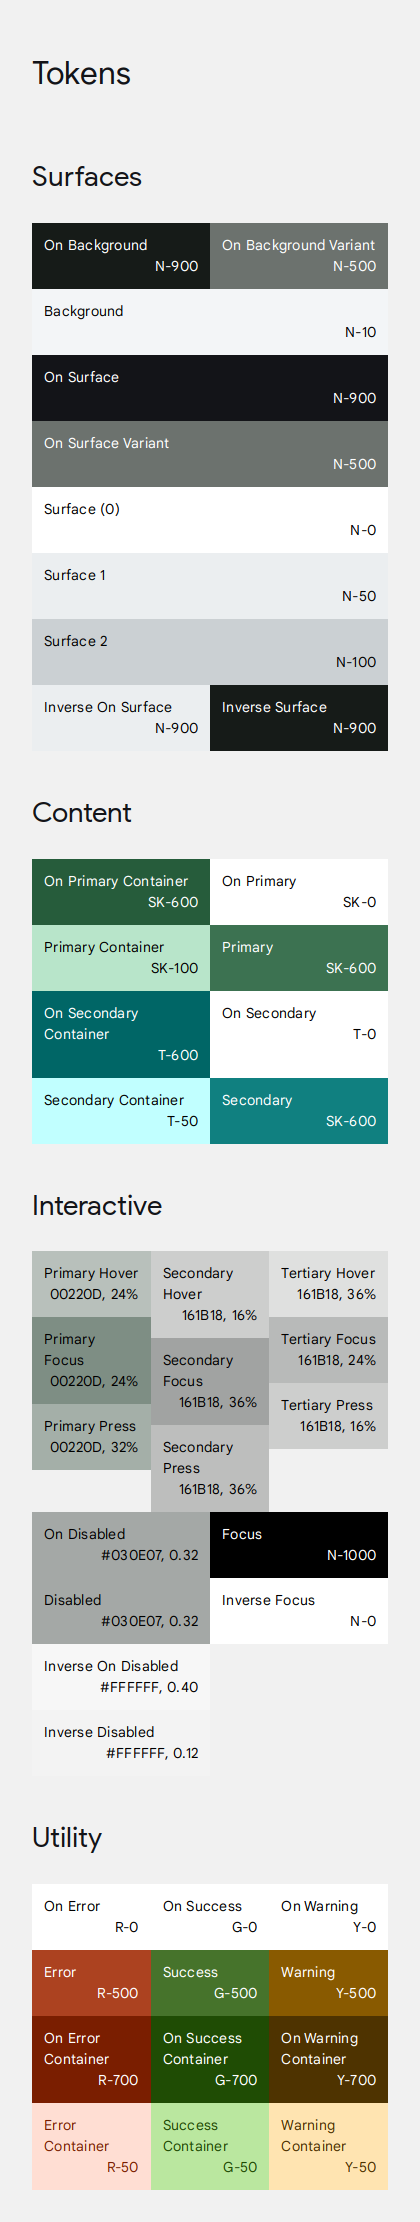 Tokens
Surfaces
On Background
N-900
On Background Variant
N-500
Background
N-10
On Surface
N-900
On Surface Variant
N-500
Surface (0)
N-0
Surface 1
N-50
Surface 2
N-100
Inverse On Surface
N-900
Inverse Surface
N-900
Content
On Primary Container
SK-600
On Primary
SK-0
Primary Container
SK-100
Primary
SK-600
On Secondary
Container
T-600
On Secondary
T-0
Secondary Container
T-50
Secondary
SK-600
Interactive
Primary Hover
00220D, 24%
Primary
Focus
00220D, 24%
Primary Press
00220D, 32%
Secondary
Hover
161B18, 16%
Secondary
Focus
161B18, 36%
Secondary
Press
161B18, 36%
Tertiary Hover
161B18, 36%
Tertiary Focus
161B18, 24%
Tertiary Press
161B18, 16%
On Disabled
#030E07, 0.32
Disabled
#030E07, 0.32
Inverse On Disabled
#FFFFFF, 0.40
Inverse Disabled
#FFFFFF, 0.12
Focus
N-1000
Inverse Focus
N-0
Utility
On Error
R-0
On Success
G-0
On Warning
Y-0
Error
R-500
Success
G-500
Warning
Y-500
On Error
Container
R-700
On Success
Container
G-700
On Warning
Container
Y-700
Error
Container
R-50
Success
Container
G-50
Warning
Container
Y-50